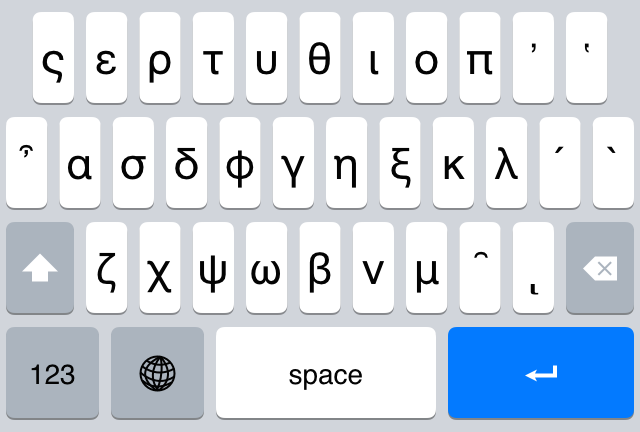 ς ε ρ τ υ θ ι ο π ᾿ ῾
῏ α σ δ φ γ η ξ κ λ ´ `
ζ χ ψ ω β ν μ ῀ ͺ
123 space